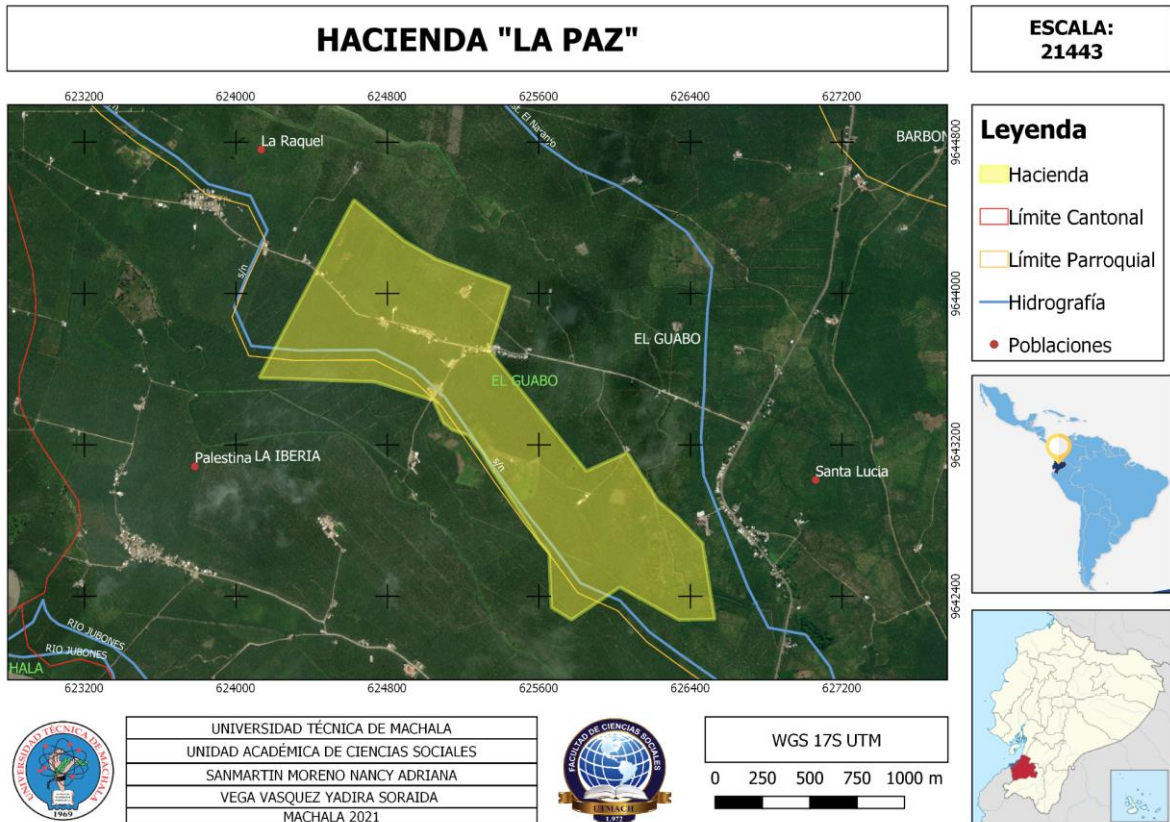 HACIENDA "LA PAZ"
ESCALA:
21443
623200 624000 624800 625600 626400 627200
9644800
9644000
9643200
9642400
La Raquel
st. El Naranjo
BARBON
s/n
EL GUABO
EL GUABO
Palestina LA IBERIA
s/n
Santa Lucia
RIO JUBONES
RIO JUBONES
HALA
623200 624000 624800 625600 626400 627200
Leyenda
Hacienda
Límite Cantonal
Límite Parroquial
Hidrografía
Poblaciones
UNIVERSIDAD TÉCNICA DE MACHALA
1969
UNIVERSIDAD TÉCNICA DE MACHALA
UNIDAD ACADÉMICA DE CIENCIAS SOCIALES
SANMARTIN MORENO NANCY ADRIANA
VEGA VASQUEZ YADIRA SORAIDA
MACHALA 2021
FACULTAD DE CIENCIAS SOCIALES
UTMACH
1.972
WGS 17S UTM
0 250 500 750 1000 m